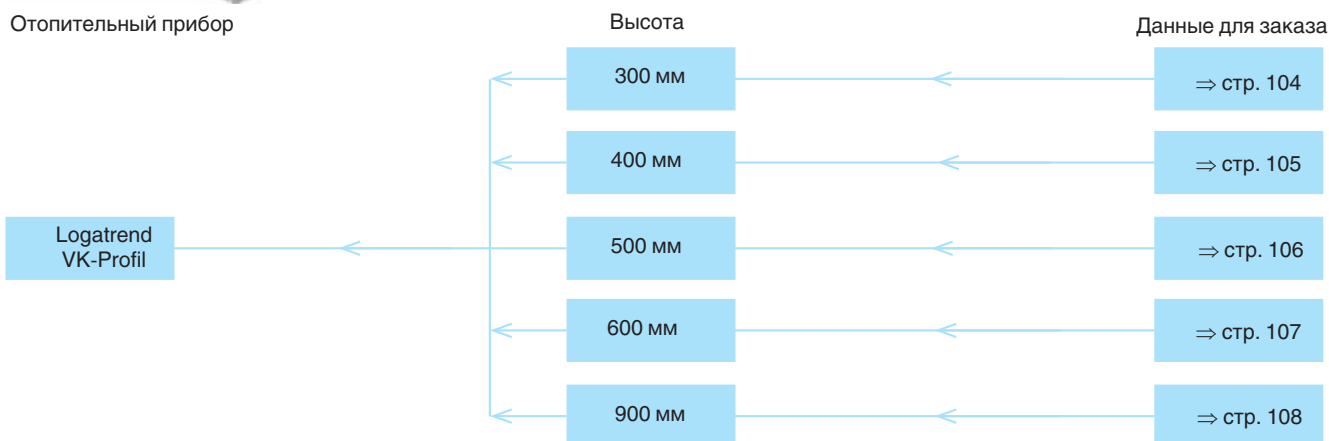 Отопительный прибор
Высота
Данные для заказа
300 мм
⇒ стр. 104
400 мм
⇒ стр. 105
Logatrend
VK-Profil
500 мм
⇒ стр. 106
600 мм
⇒ стр. 107
900 мм
⇒ стр. 108